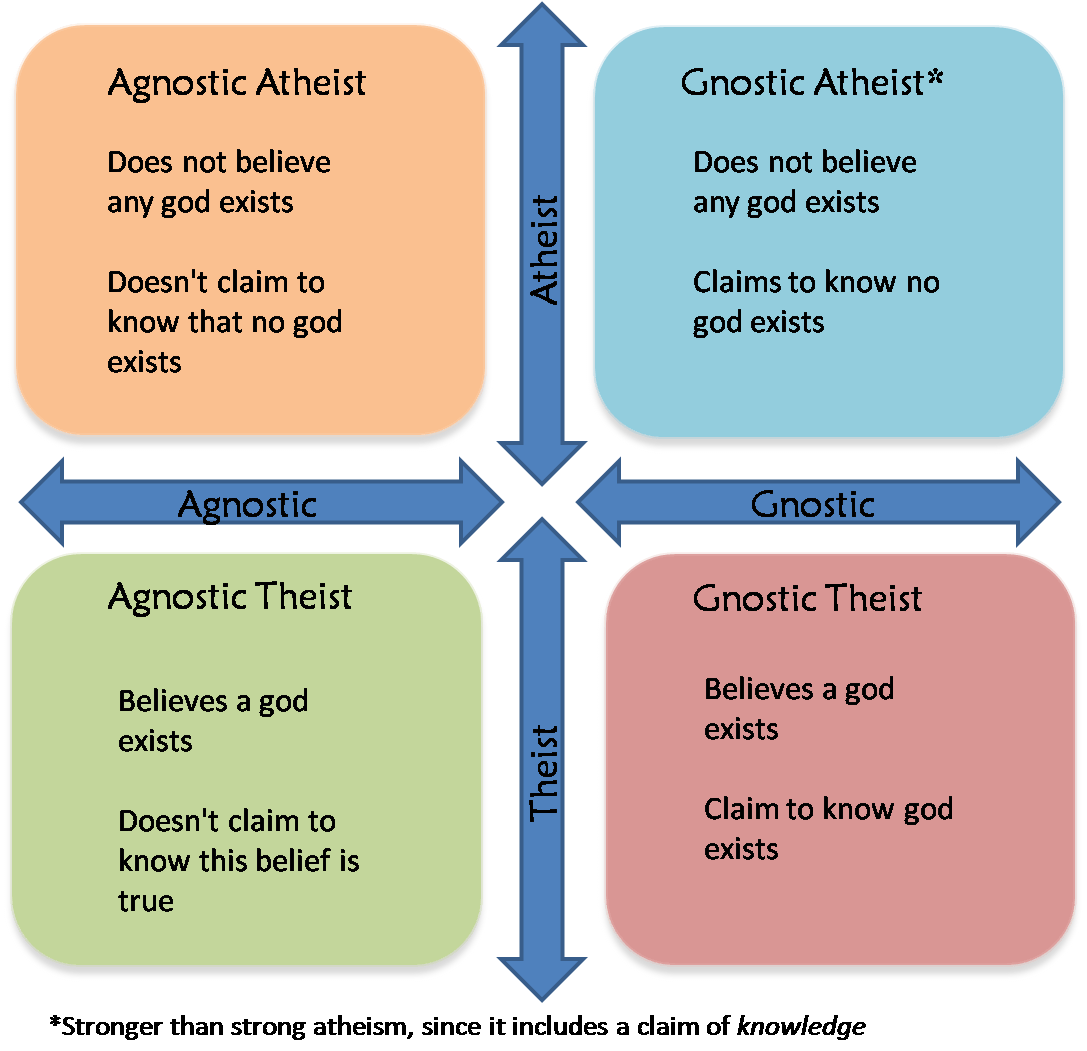 Agnostic Atheist
Does not believe
any god exists
Doesn't claim to
know that no god
exists
Gnostic Atheist*
Does not believe
any god exists
Claims to know no
god exists
Atheist
Agnostic
Gnostic
Theist
Agnostic Theist
Believes a god
exists
Doesn't claim to
know this belief is
true
Gnostic Theist
Believes a god
exists
Claim to know god
exists
*Stronger than strong atheism, since it includes a claim of knowledge